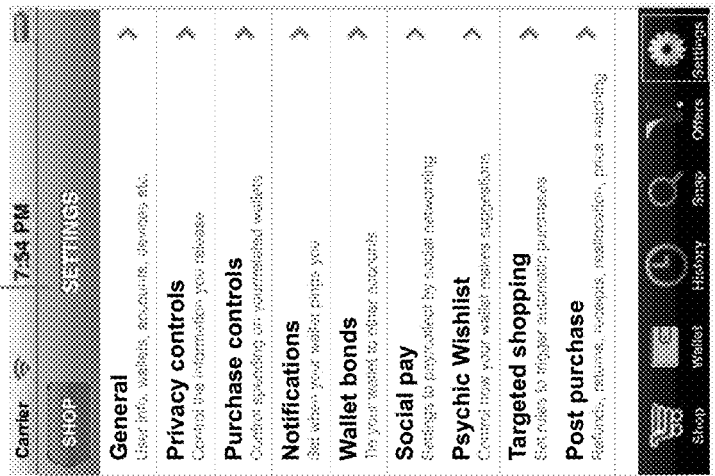 Carrier 7:54 PM
SHOP SETTINGS
General
User info, wallets, accounts, devices etc.
Privacy controls
Control the information you release
Purchase controls
Control spending on your/related wallets
Notifications
Set when your wallet pings you
Wallet bonds
Tie your wallet to other accounts
Social pay
Settings to pay/collect by social networking
Psychic Wishlist
Control how your wallet makes suggestions
Targeted shopping
Set rules to trigger automatic purchases
Post purchase
Refunds, returns, receipts, reallocation, price matching
Shop Wallet History Snap Offers Settings